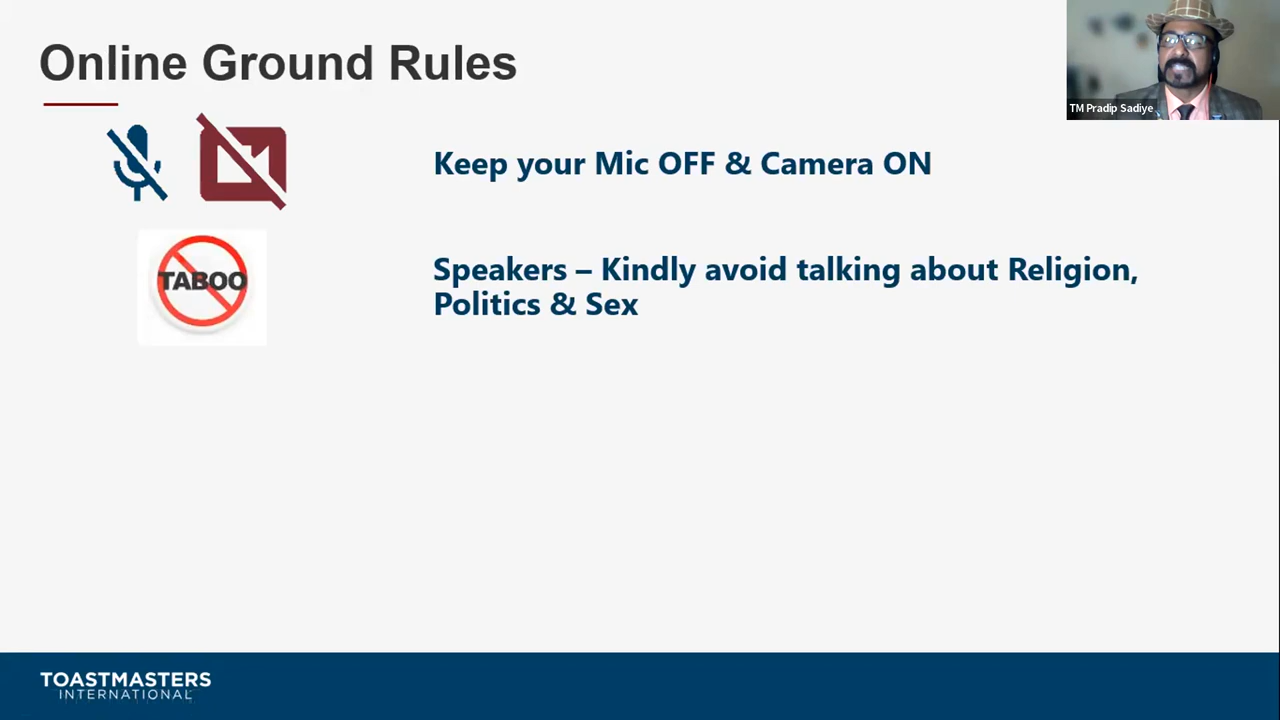 Online Ground Rules
TM Pradip Sadiye
Keep your Mic OFF & Camera ON
TABOO
Speakers – Kindly avoid talking about Religion,
Politics & Sex
TOASTMASTERS
INTERNATIONAL